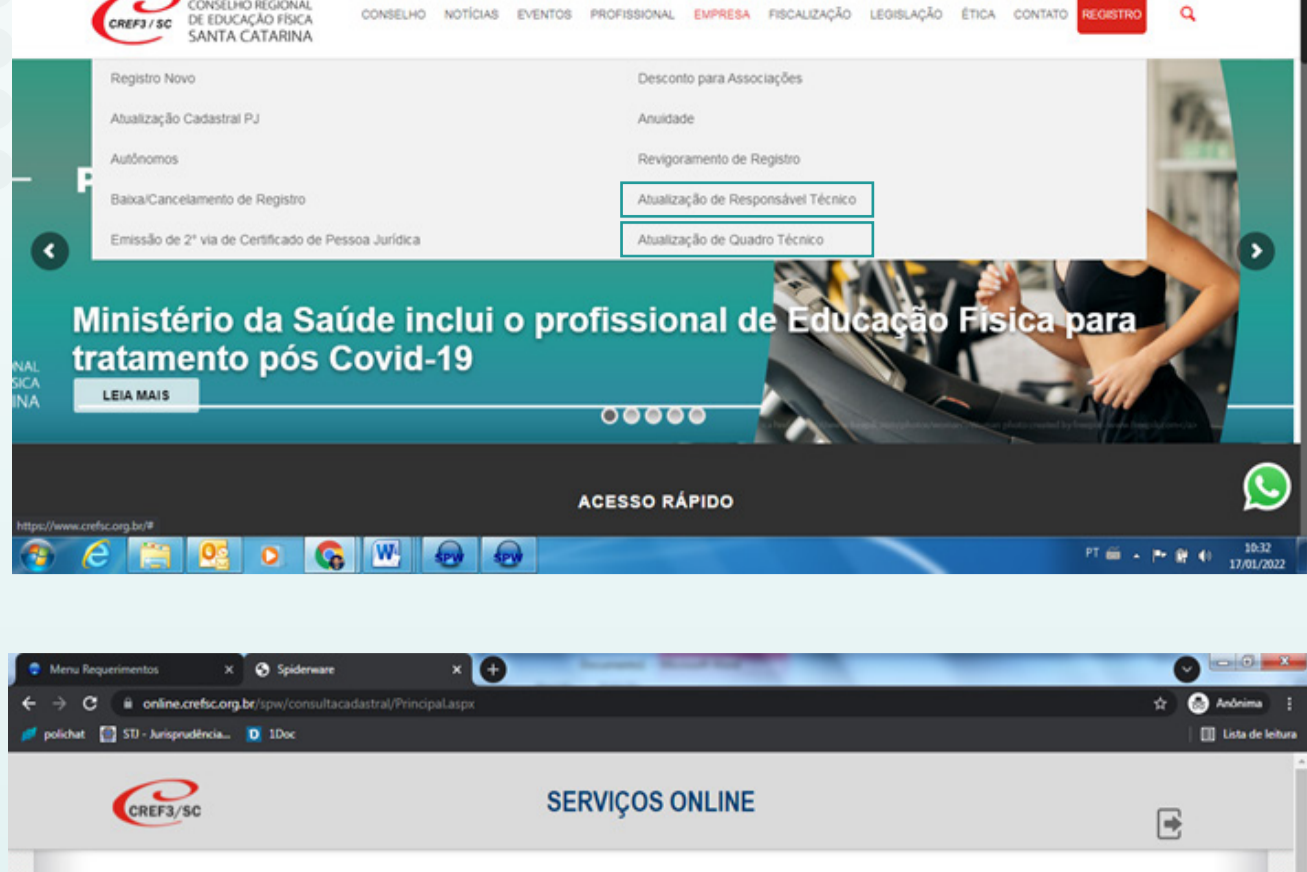 CONSELHO REGIONAL
DE EDUCAÇÃO FÍSICA
SANTA CATARINA
CREF3 / SC
CONSELHO NOTÍCIAS EVENTOS PROFISSIONAL EMPRESA FISCALIZAÇÃO LEGISLAÇÃO ÉTICA CONTATO REGISTRO
Registro Novo
Desconto para Associações
Atualização Cadastral PJ
Anuidade
Autônomos
Revigoramento de Registro
Baixa/Cancelamento de Registro
Atualização de Responsável Técnico
Emissão de 2ª via de Certificado de Pessoa Jurídica
Atualização de Quadro Técnico
Ministério da Saúde inclui o profissional de Educação Física para
tratamento pós Covid-19
LEIA MAIS
ACESSO RÁPIDO
https://www.crefsc.org.br/#
SPW SPW
PT
10:32
17/01/2022
Menu Requerimentos
Spiderware
online.crefsc.org.br/spw/consultacadastral/Principal.aspx
Anônima
polichat
STJ - Jurisprudência...
1Doc
Lista de leitura
CREF3/SC
SERVIÇOS ONLINE